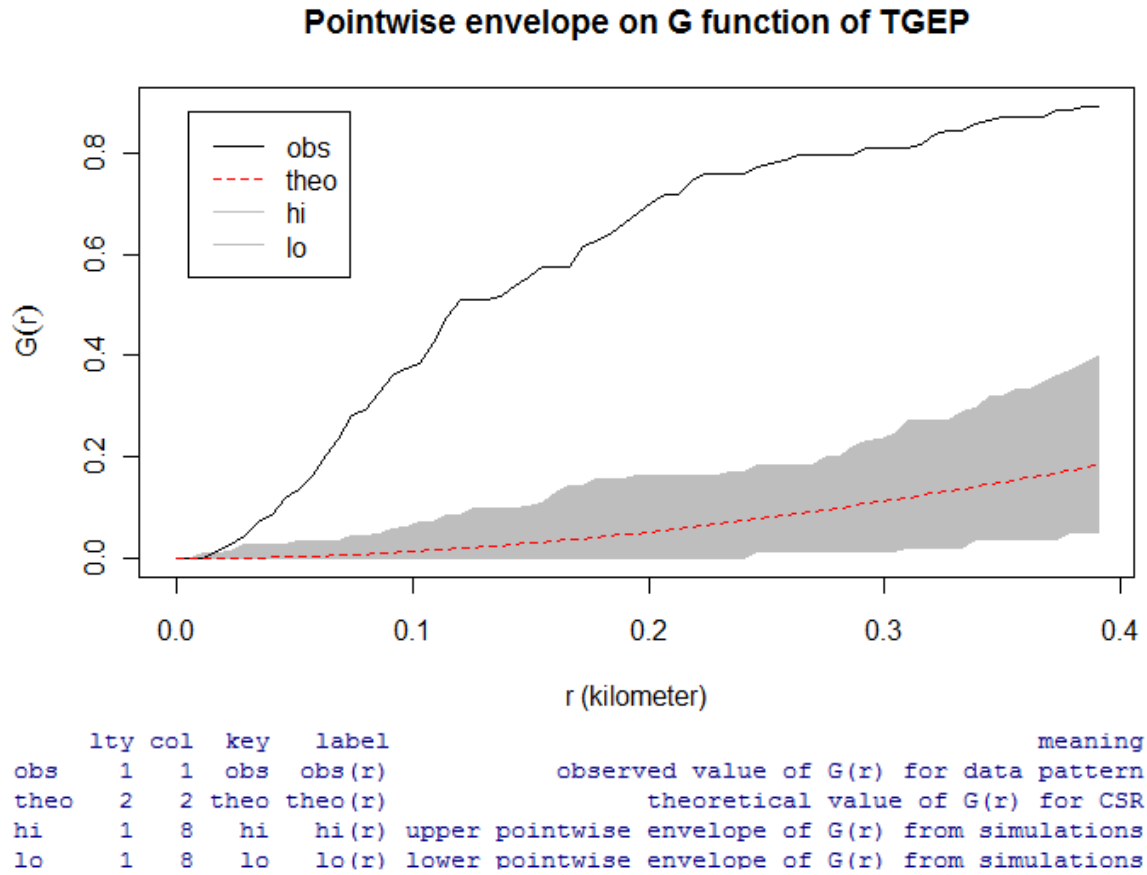 Pointwise envelope on G function of TGEP
obs
theo
hi
lo
G(r)
0.8
0.6
0.4
0.2
0.0
0.0 0.1 0.2 0.3 0.4
r (kilometer)
lty col key label meaning
obs 1 1 obs obs(r) observed value of G(r) for data pattern
theo 2 2 theo theo(r) theoretical value of G(r) for CSR
hi 1 8 hi hi(r) upper pointwise envelope of G(r) from simulations
lo 1 8 lo lo(r) lower pointwise envelope of G(r) from simulations